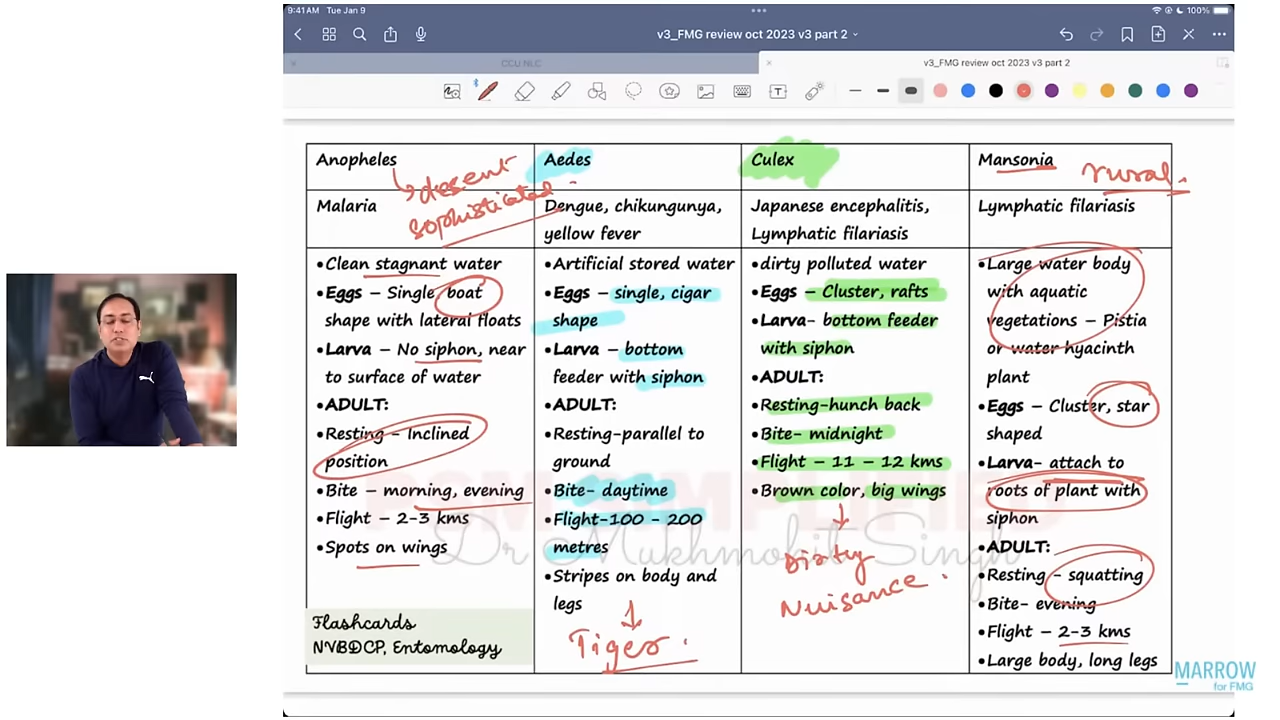 9:41AM Tue Jan 9
100%
v3_FMG review oct 2023 v3 part 2
CCU NLC
v3_FMG review oct 2023 v3 part 2
Anopheles
desent
sophisticated
Malaria
•Clean stagnant water
•Eggs – Single, boat
shape with lateral floats
•Larva – No siphon, near
to surface of water
•ADULT:
•Resting – Inclined
position
•Bite – morning, evening
•Flight – 2-3 kms
•Spots on wings
Flashcards
NVBDCP, Entomology
Aedes
Dengue, chikungunya,
yellow fever
•Artificial stored water
•Eggs – single, cigar
shape
•Larva – bottom
feeder with siphon
•ADULT:
•Resting-parallel to
ground
•Bite- daytime
•Flight-100 - 200
metres
•Stripes on body and
legs
Tiger.
Culex
Japanese encephalitis,
Lymphatic filariasis
•dirty polluted water
•Eggs – Cluster, rafts
•Larva- bottom feeder
with siphon
•ADULT:
•Resting-hunch back
•Bite- midnight
•Flight – 11 – 12 kms
•Brown color, big wings
Dirty
Nuisance.
Mansonia
rural.
Lymphatic filariasis
•Large water body
with aquatic
vegetations – Pistia
or water hyacinth
plant
•Eggs – Cluster, star
shaped
•Larva- attach to
roots of plant with
siphon
•ADULT:
•Resting - squatting
•Bite- evening
•Flight – 2-3 kms
•Large body, long legs
PSM SIMPLIFIED
Dr Mukhmohit Singh
MARROW
for FMG